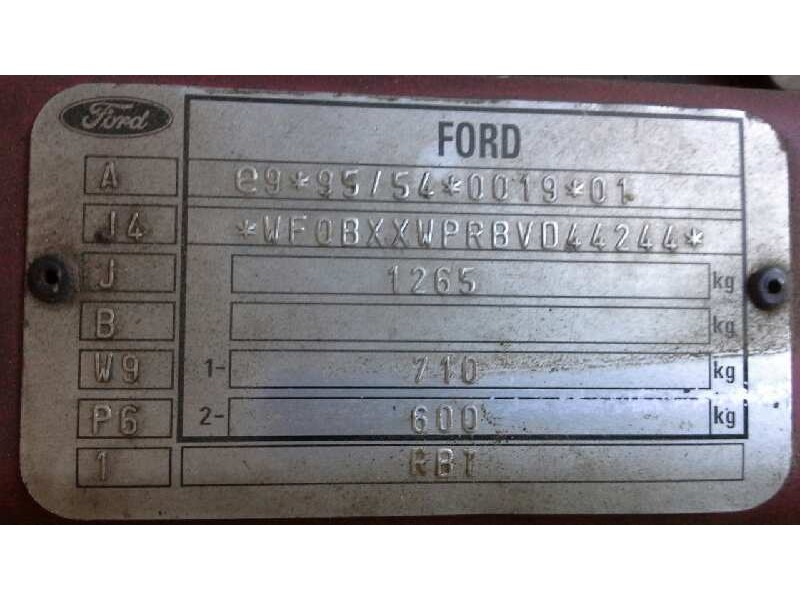 Ford
FORD
A e9*95/54*0019*01
J4 *WF0BXXWPRBVD44244*
J 1265 kg
B kg
W9 1- 710 kg
P6 2- 600 kg
1 RBT